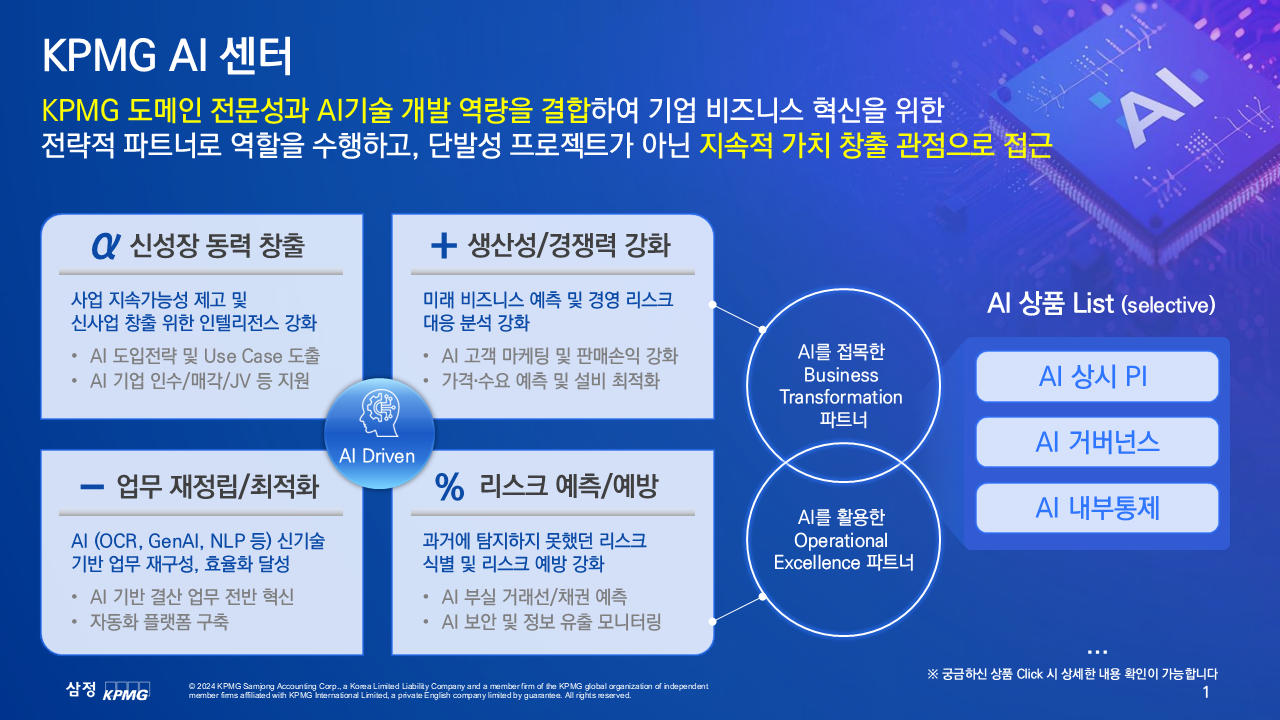 KPMG AI 센터
KPMG 도메인 전문성과 AI기술 개발 역량을 결합하여 기업 비즈니스 혁신을 위한
전략적 파트너로 역할을 수행하고, 단발성 프로젝트가 아닌 지속적 가치 창출 관점으로 접근
AI
α 신성장 동력 창출
사업 지속가능성 제고 및
신사업 창출 위한 인텔리전스 강화
• AI 도입전략 및 Use Case 도출
• AI 기업 인수/매각/JV 등 지원
+ 생산성/경쟁력 강화
미래 비즈니스 예측 및 경영 리스크
대응 분석 강화
• AI 고객 마케팅 및 판매손익 강화
• 가격·수요 예측 및 설비 최적화
AI Driven
− 업무 재정립/최적화
AI (OCR, GenAI, NLP 등) 신기술
기반 업무 재구성, 효율화 달성
• AI 기반 결산 업무 전반 혁신
• 자동화 플랫폼 구축
% 리스크 예측/예방
과거에 탐지하지 못했던 리스크
식별 및 리스크 예방 강화
• AI 부실 거래선/채권 예측
• AI 보안 및 정보 유출 모니터링
AI를 접목한
Business
Transformation
파트너
AI를 활용한
Operational
Excellence 파트너
AI 상품 List (selective)
AI 상시 PI
AI 거버넌스
AI 내부통제
...
※ 궁금하신 상품 Click 시 상세한 내용 확인이 가능합니다
삼정 KPMG
© 2024 KPMG Samjong Accounting Corp., a Korea Limited Liability Company and a member firm of the KPMG global organization of independent
member firms affiliated with KPMG International Limited, a private English company limited by guarantee. All rights reserved.
1